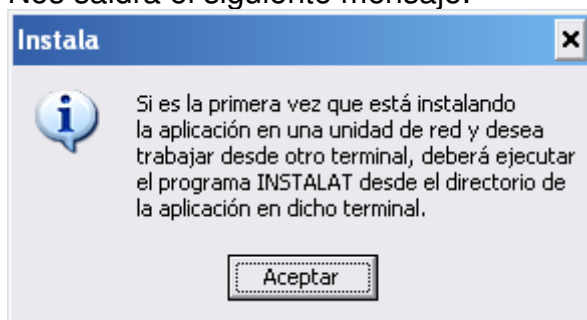 Nos saldrá el siguiente mensaje:
Instala
Si es la primera vez que está instalando
la aplicación en una unidad de red y desea
trabajar desde otro terminal, deberá ejecutar
el programa INSTALAT desde el directorio de
la aplicación en dicho terminal.
Aceptar